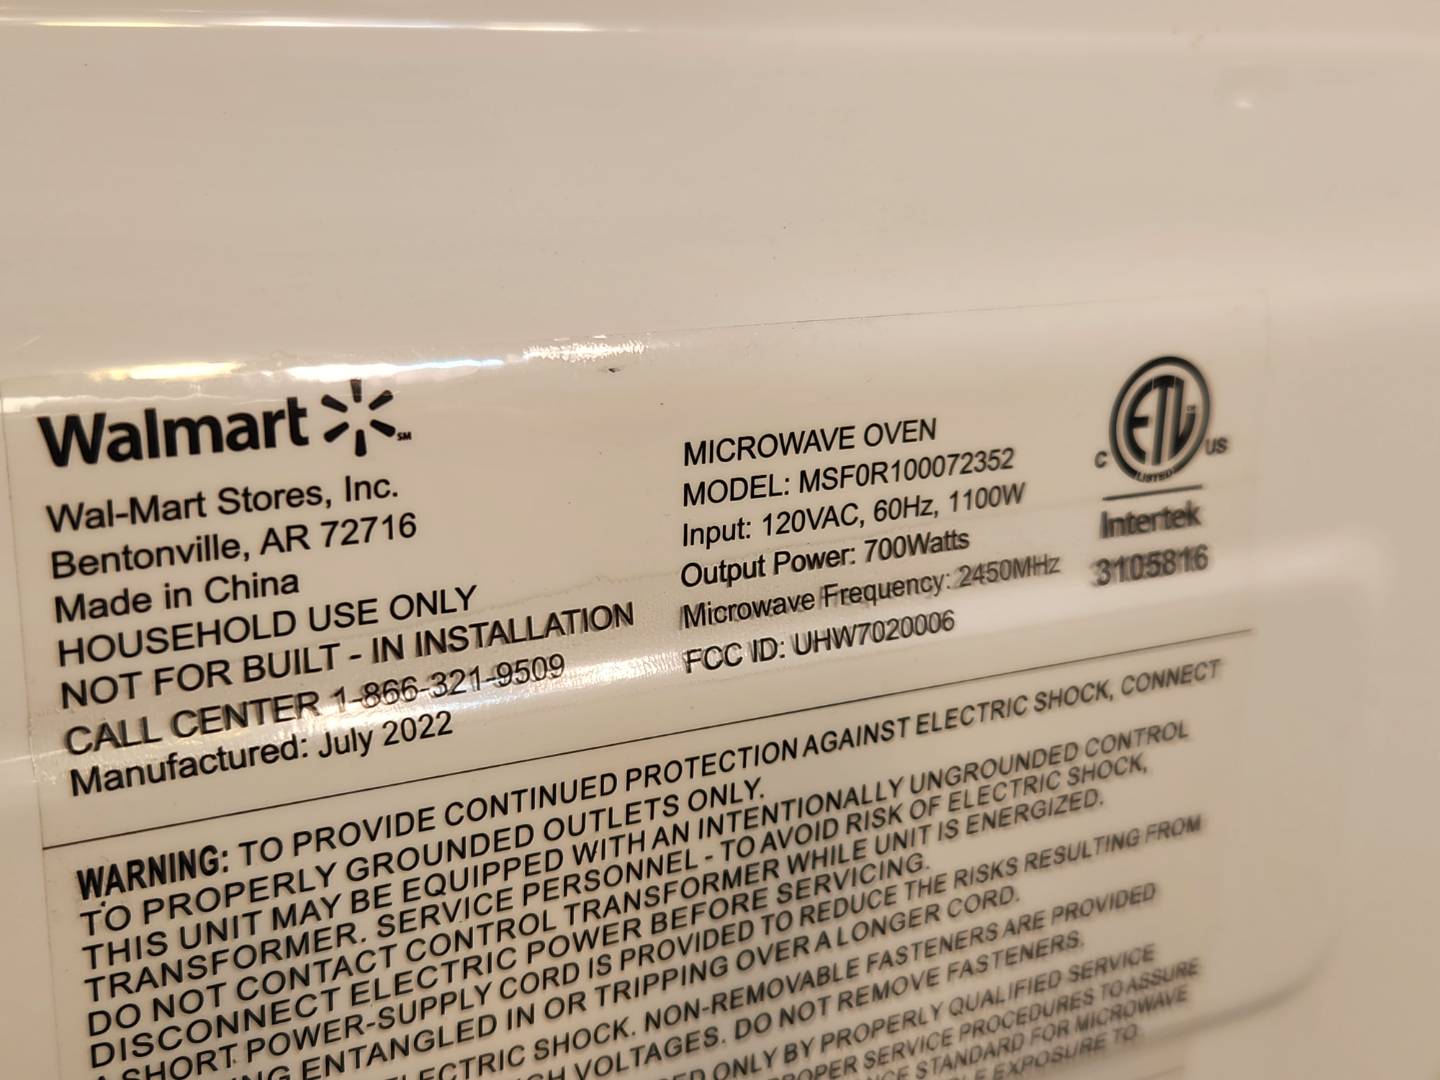 Walmart SM
Wal-Mart Stores, Inc.
Bentonville, AR 72716
Made in China
HOUSEHOLD USE ONLY
NOT FOR BUILT - IN INSTALLATION
CALL CENTER 1-866-321-9509
Manufactured: July 2022
MICROWAVE OVEN
MODEL: MSF0R100072352
Input: 120VAC, 60Hz, 1100W
Output Power: 700Watts
Microwave Frequency: 2450MHz
FCC ID: UHW7020006
ETL
LISTED
C US
Intertek
3105816
WARNING: TO PROVIDE CONTINUED PROTECTION AGAINST ELECTRIC SHOCK, CONNECT
TO PROPERLY GROUNDED OUTLETS ONLY.
THIS UNIT MAY BE EQUIPPED WITH AN INTENTIONALLY UNGROUNDED CONTROL
TRANSFORMER. SERVICE PERSONNEL - TO AVOID RISK OF ELECTRIC SHOCK,
DO NOT CONTACT CONTROL TRANSFORMER WHILE UNIT IS ENERGIZED.
DISCONNECT ELECTRIC POWER BEFORE SERVICING.
A SHORT POWER-SUPPLY CORD IS PROVIDED TO REDUCE THE RISKS RESULTING FROM
ENTANGLED IN OR TRIPPING OVER A LONGER CORD.
ELECTRIC SHOCK. NON-REMOVABLE FASTENERS ARE PROVIDED
VOLTAGES. DO NOT REMOVE FASTENERS.
ONLY BY PROPERLY QUALIFIED SERVICE
SERVICE PROCEDURES TO ASSURE
STANDARD FOR MICROWAVE
EXPOSURE TO